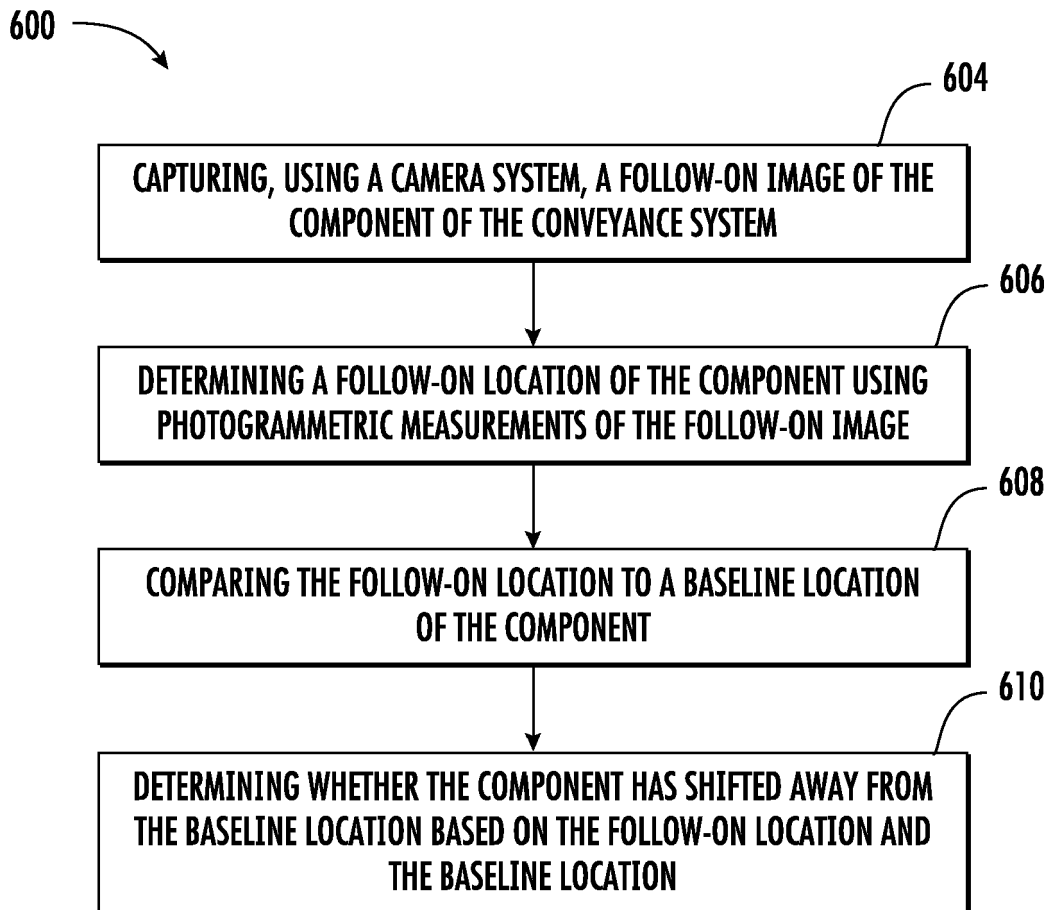 600
604
CAPTURING, USING A CAMERA SYSTEM, A FOLLOW-ON IMAGE OF THE
COMPONENT OF THE CONVEYANCE SYSTEM
606
DETERMINING A FOLLOW-ON LOCATION OF THE COMPONENT USING
PHOTOGRAMMETRIC MEASUREMENTS OF THE FOLLOW-ON IMAGE
608
COMPARING THE FOLLOW-ON LOCATION TO A BASELINE LOCATION
OF THE COMPONENT
610
DETERMINING WHETHER THE COMPONENT HAS SHIFTED AWAY FROM
THE BASELINE LOCATION BASED ON THE FOLLOW-ON LOCATION AND
THE BASELINE LOCATION